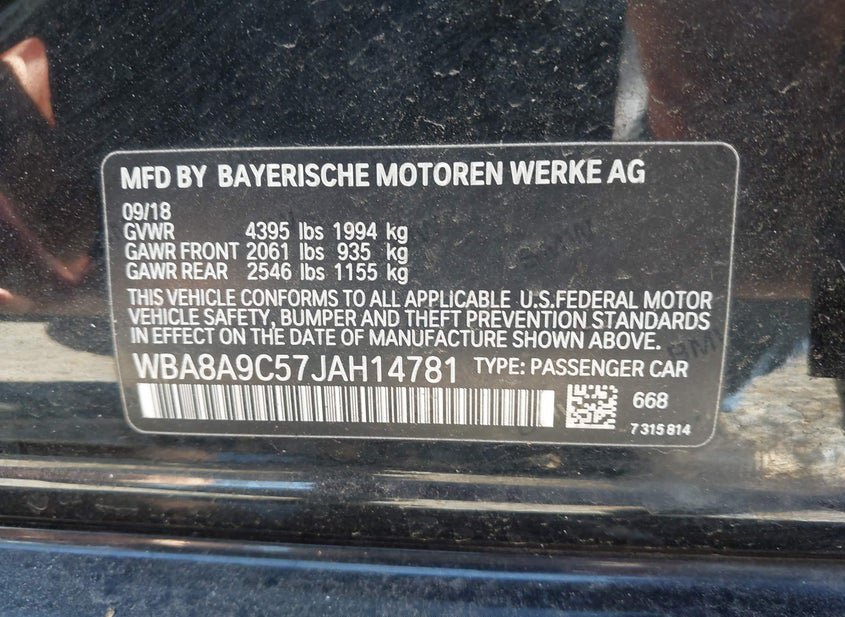 MFD BY BAYERISCHE MOTOREN WERKE AG
09/18
GVWR 4395 lbs 1994 kg
GAWR FRONT 2061 lbs 935 kg
GAWR REAR 2546 lbs 1155 kg
THIS VEHICLE CONFORMS TO ALL APPLICABLE U.S.FEDERAL MOTOR
VEHICLE SAFETY, BUMPER AND THEFT PREVENTION STANDARDS
IN EFFECT ON THE DATE OF MANUFACTURE SHOWN ABOVE.
WBA8A9C57JAH14781 TYPE: PASSENGER CAR
668
7 315 814